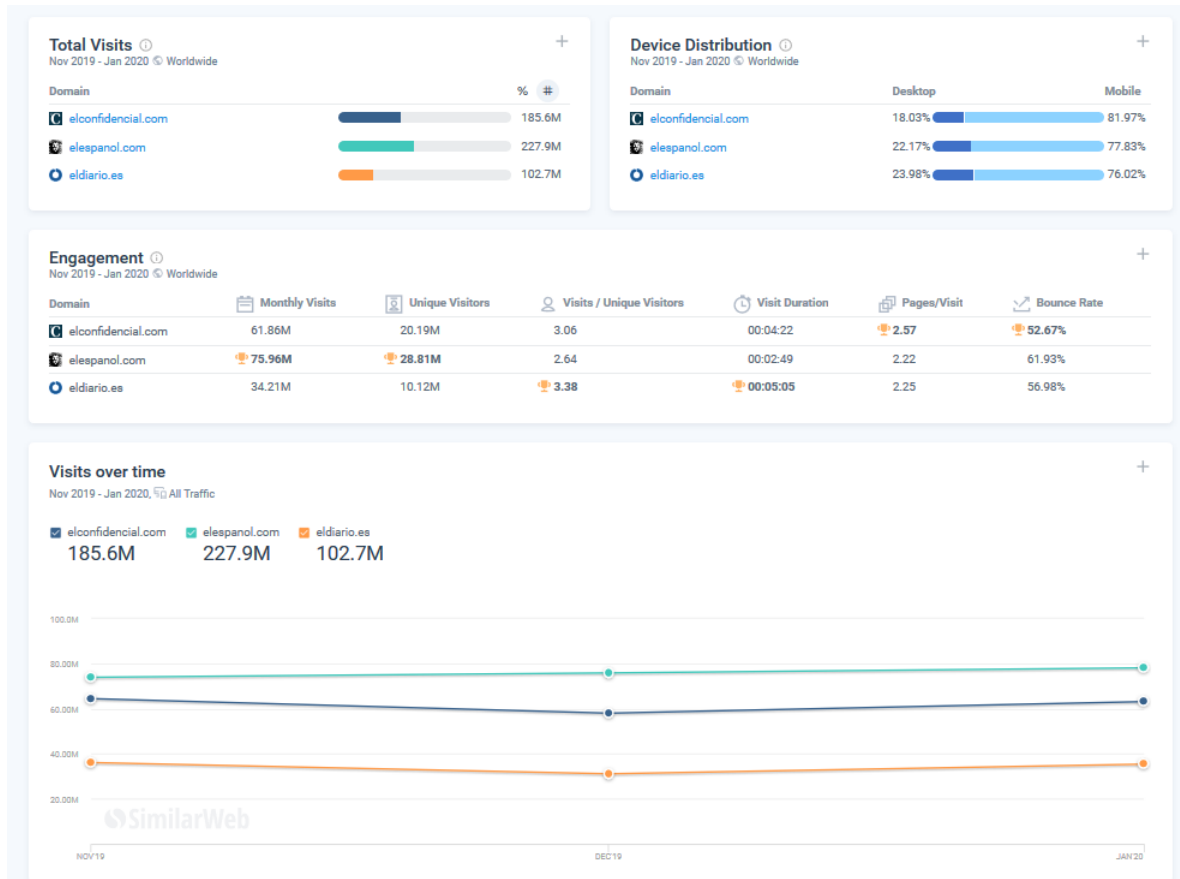 Total Visits
Nov 2019 - Jan 2020 Worldwide
Domain % #
elconfidencial.com 185.6M
elespanol.com 227.9M
eldiario.es 102.7M
Device Distribution
Nov 2019 - Jan 2020 Worldwide
Domain Desktop Mobile
elconfidencial.com 18.03% 81.97%
elespanol.com 22.17% 77.83%
eldiario.es 23.98% 76.02%
Engagement
Nov 2019 - Jan 2020 Worldwide
Domain Monthly Visits Unique Visitors Visits / Unique Visitors Visit Duration Pages/Visit Bounce Rate
elconfidencial.com 61.86M 20.19M 3.06 00:04:22 2.57 52.67%
elespanol.com 75.96M 28.81M 2.64 00:02:49 2.22 61.93%
eldiario.es 34.21M 10.12M 3.38 00:05:05 2.25 56.98%
Visits over time
Nov 2019 - Jan 2020, All Traffic
elconfidencial.com elespanol.com eldiario.es
185.6M 227.9M 102.7M
100.0M
80.00M
60.00M
40.00M
20.00M
SimilarWeb
NOV'19 DEC'19 JAN'20